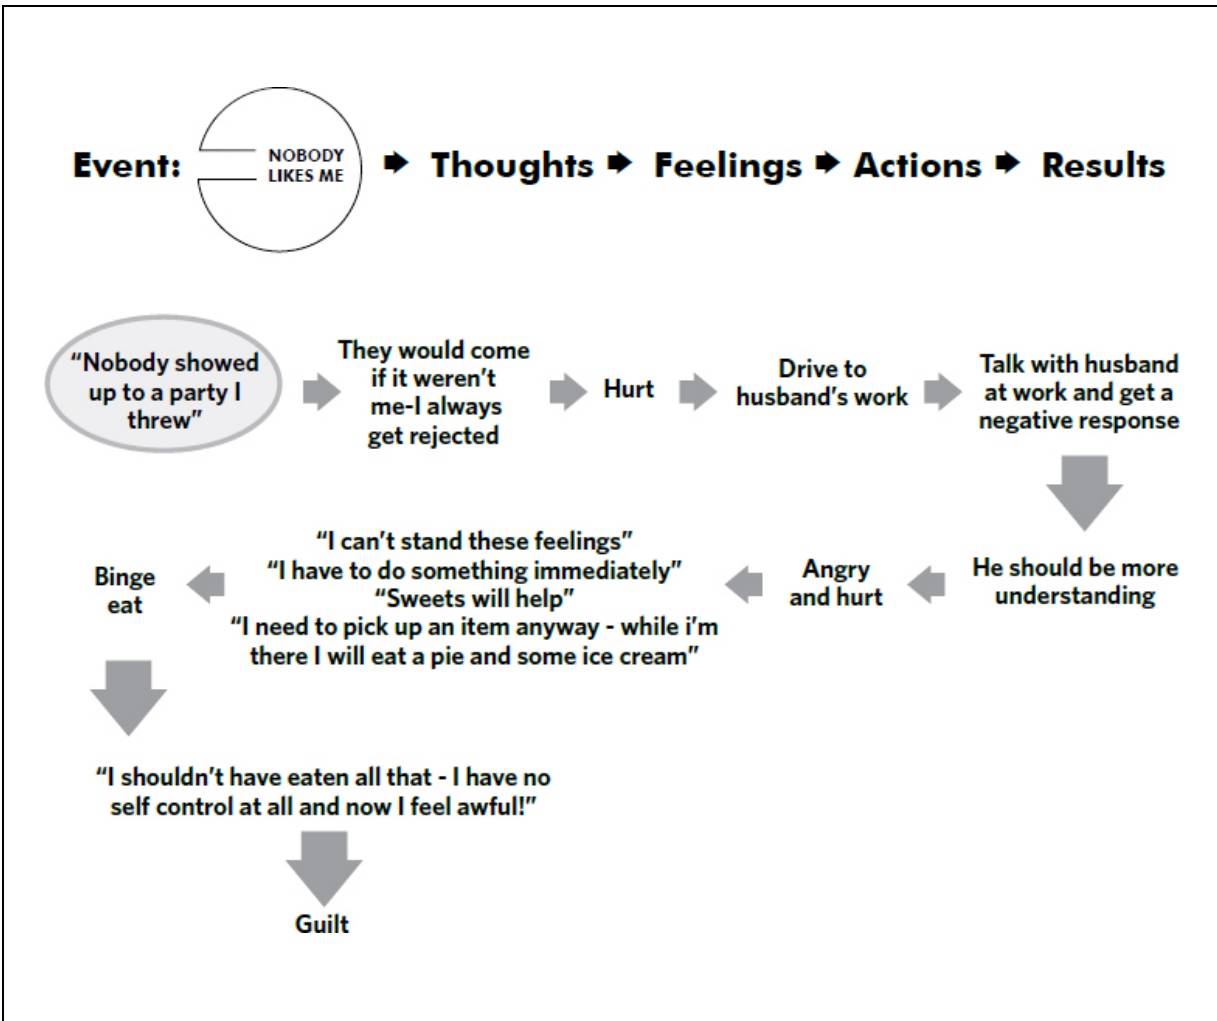 Event:
NOBODY
LIKES ME
Thoughts
Feelings
Actions
Results
“Nobody showed
up to a party I
threw”
They would come
if it weren't
me-I always
get rejected
Hurt
Drive to
husband's work
Talk with husband
at work and get a
negative response
He should be more
understanding
Angry
and hurt
“I can't stand these feelings”
“I have to do something immediately”
“Sweets will help”
“I need to pick up an item anyway - while i'm
there I will eat a pie and some ice cream”
Binge
eat
“I shouldn't have eaten all that - I have no
self control at all and now I feel awful!”
Guilt